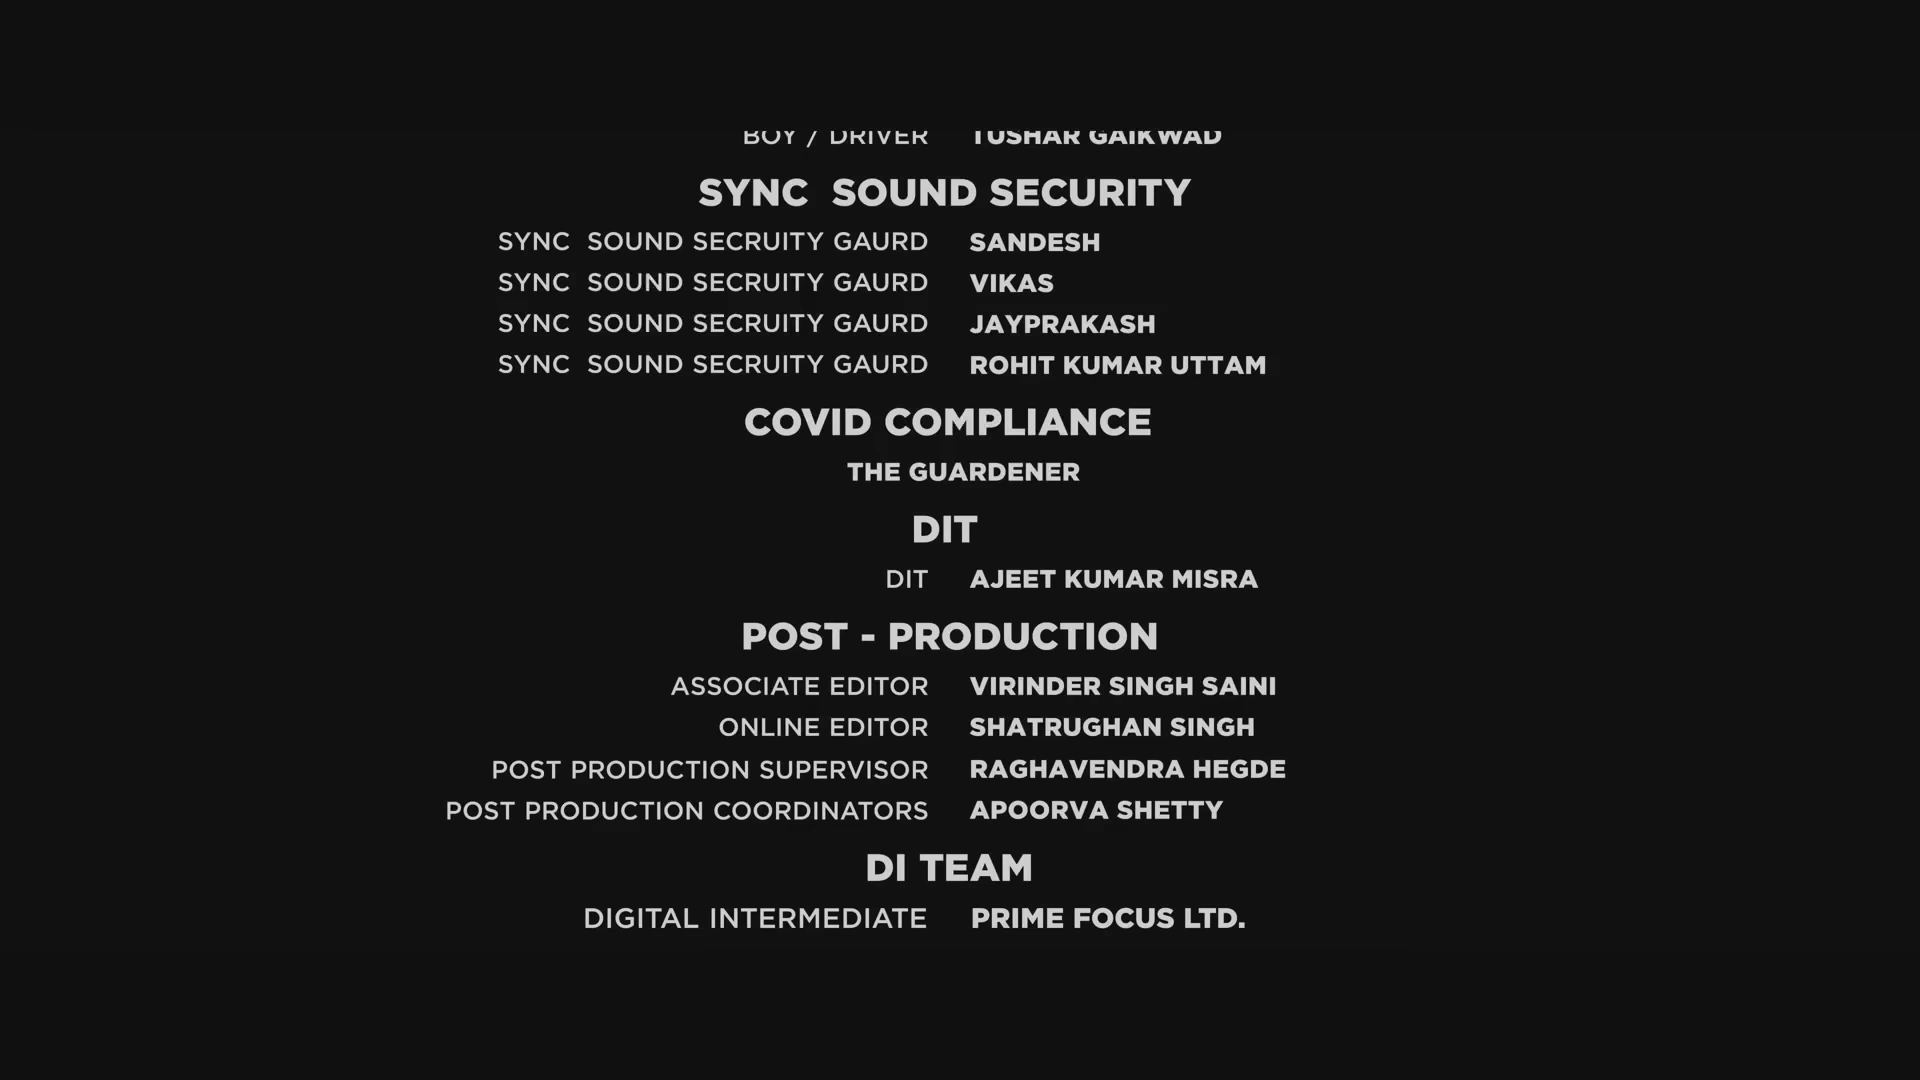 BOY / DRIVER TUSHAR GAIKWAD
SYNC SOUND SECURITY
SYNC SOUND SECRUITY GAURD SANDESH
SYNC SOUND SECRUITY GAURD VIKAS
SYNC SOUND SECRUITY GAURD JAYPRAKASH
SYNC SOUND SECRUITY GAURD ROHIT KUMAR UTTAM
COVID COMPLIANCE
THE GUARDENER
DIT
DIT AJEET KUMAR MISRA
POST - PRODUCTION
ASSOCIATE EDITOR VIRINDER SINGH SAINI
ONLINE EDITOR SHATRUGHAN SINGH
POST PRODUCTION SUPERVISOR RAGHAVENDRA HEGDE
POST PRODUCTION COORDINATORS APOORVA SHETTY
DI TEAM
DIGITAL INTERMEDIATE PRIME FOCUS LTD.